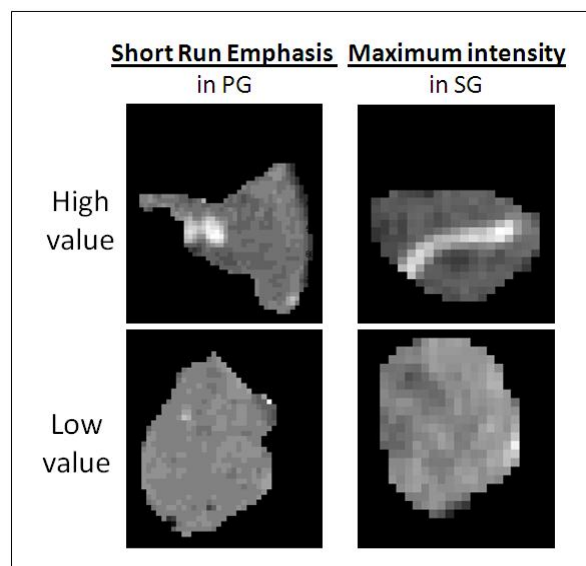 Short Run Emphasis Maximum intensity
in PG in SG
High
value
Low
value